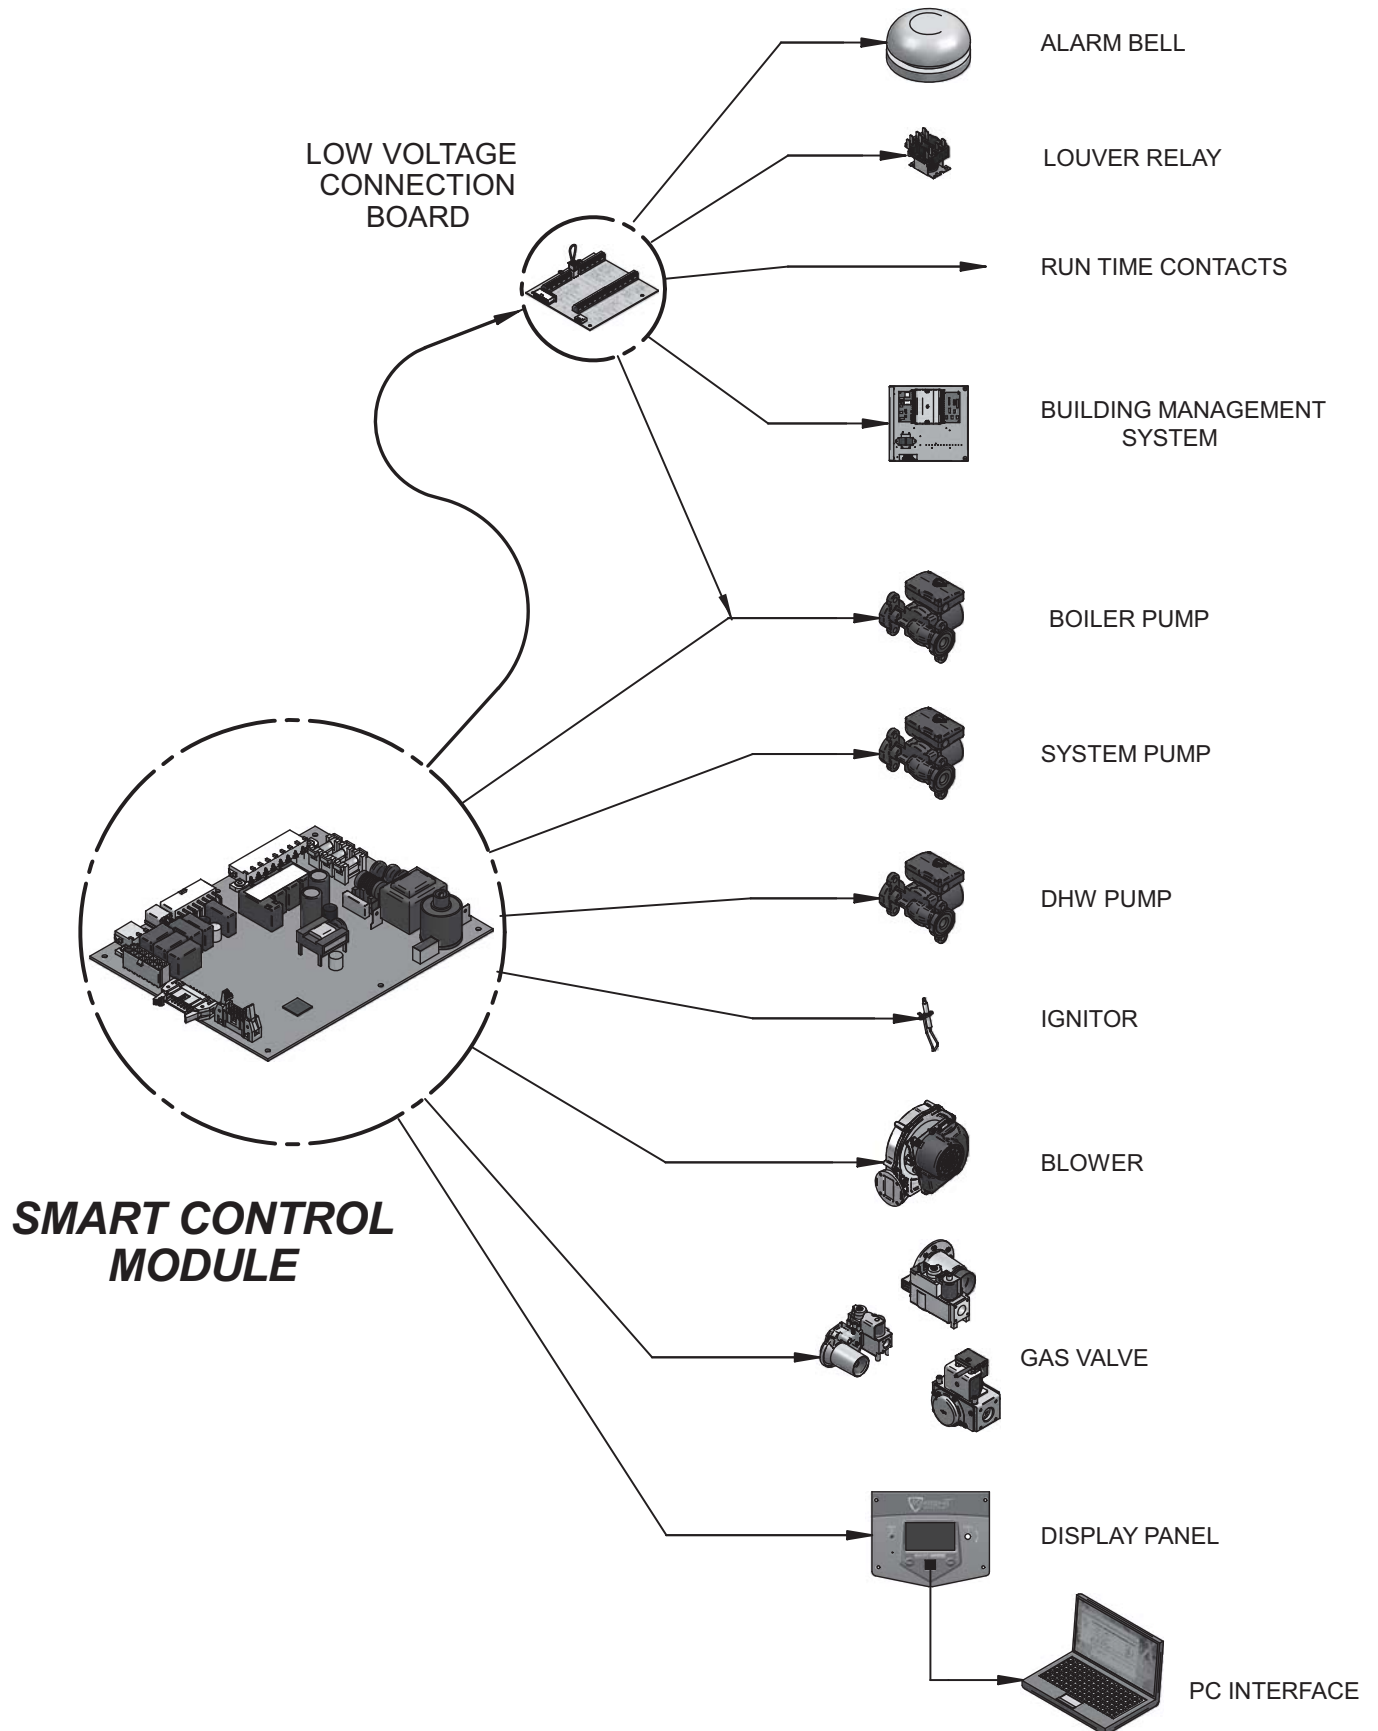 ALARM BELL
LOW VOLTAGE
CONNECTION
BOARD
LOUVER RELAY
RUN TIME CONTACTS
BUILDING MANAGEMENT
SYSTEM
BOILER PUMP
SYSTEM PUMP
DHW PUMP
IGNITOR
BLOWER
SMART CONTROL
MODULE
GAS VALVE
DISPLAY PANEL
PC INTERFACE